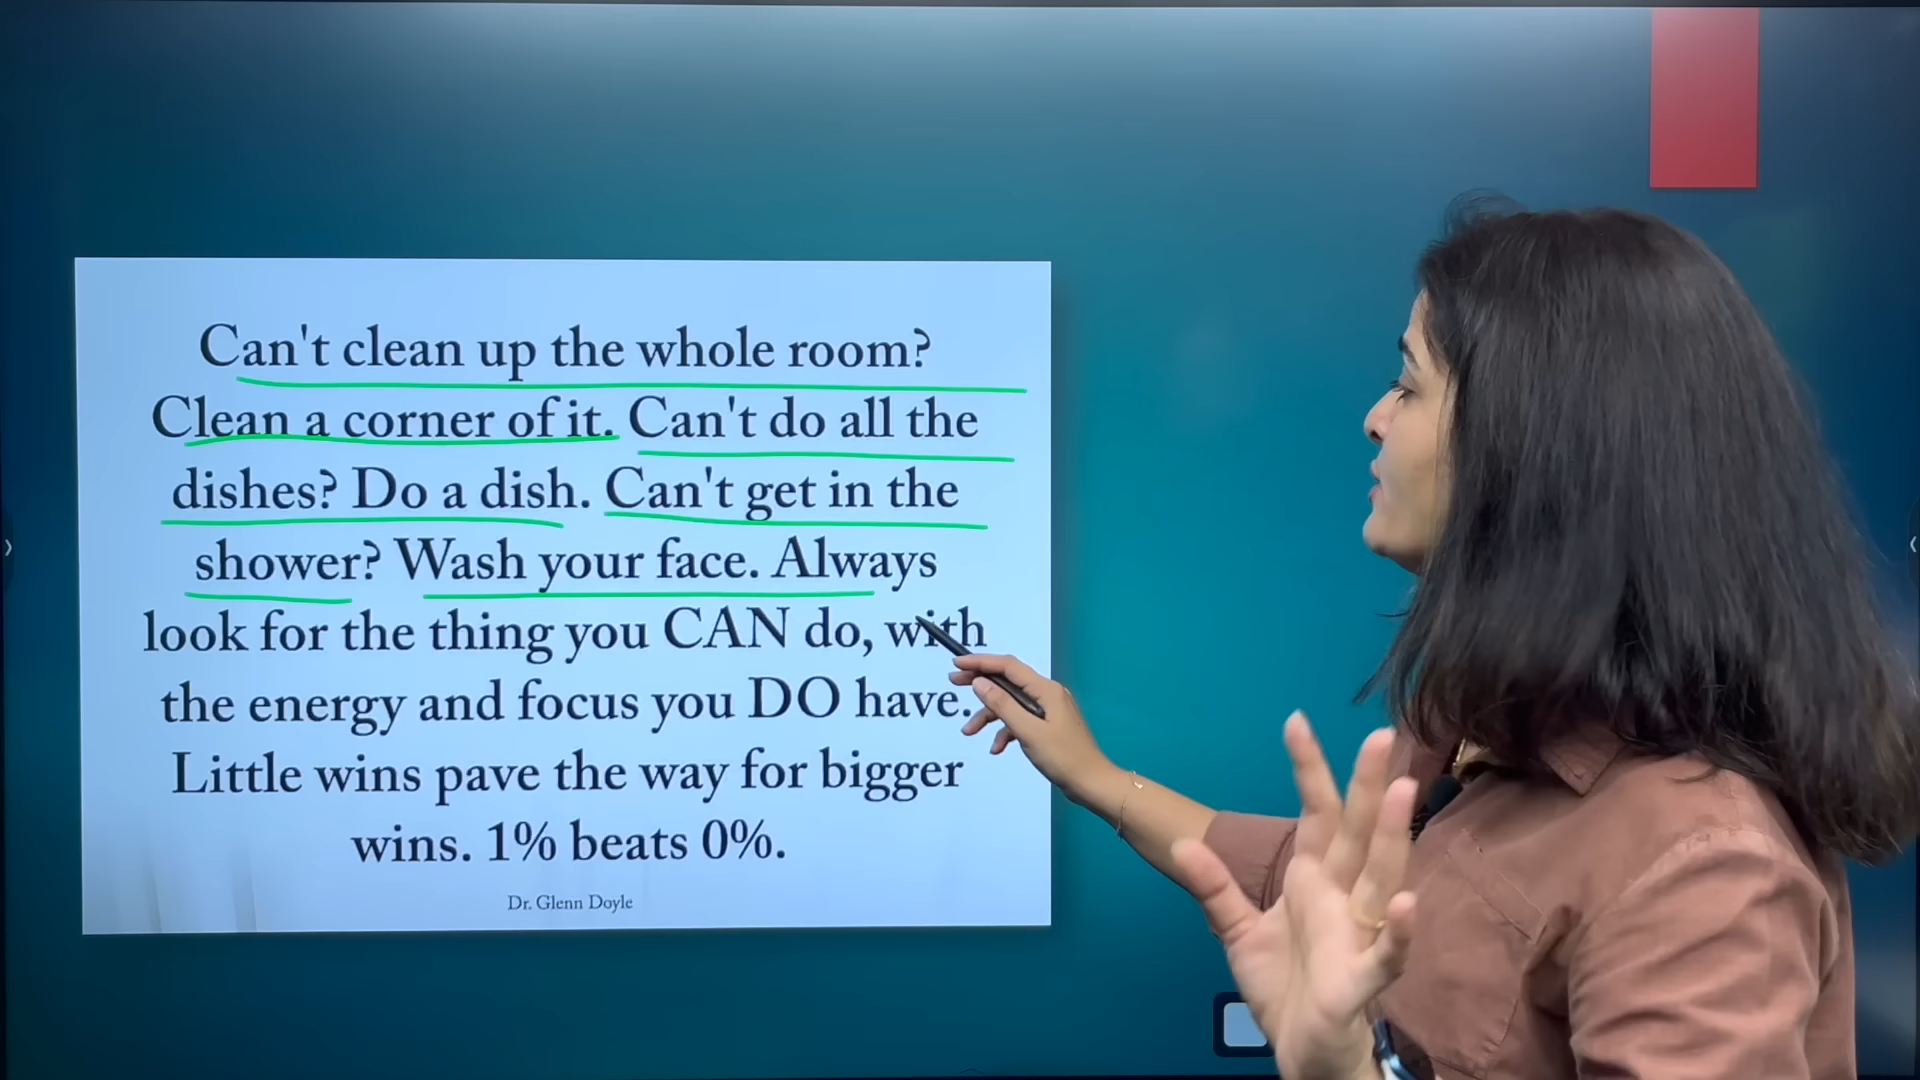 Can't clean up the whole room?
Clean a corner of it. Can't do all the
dishes? Do a dish. Can't get in the
shower? Wash your face. Always
look for the thing you CAN do, with
the energy and focus you DO have.
Little wins pave the way for bigger
wins. 1% beats 0%.
Dr. Glenn Doyle